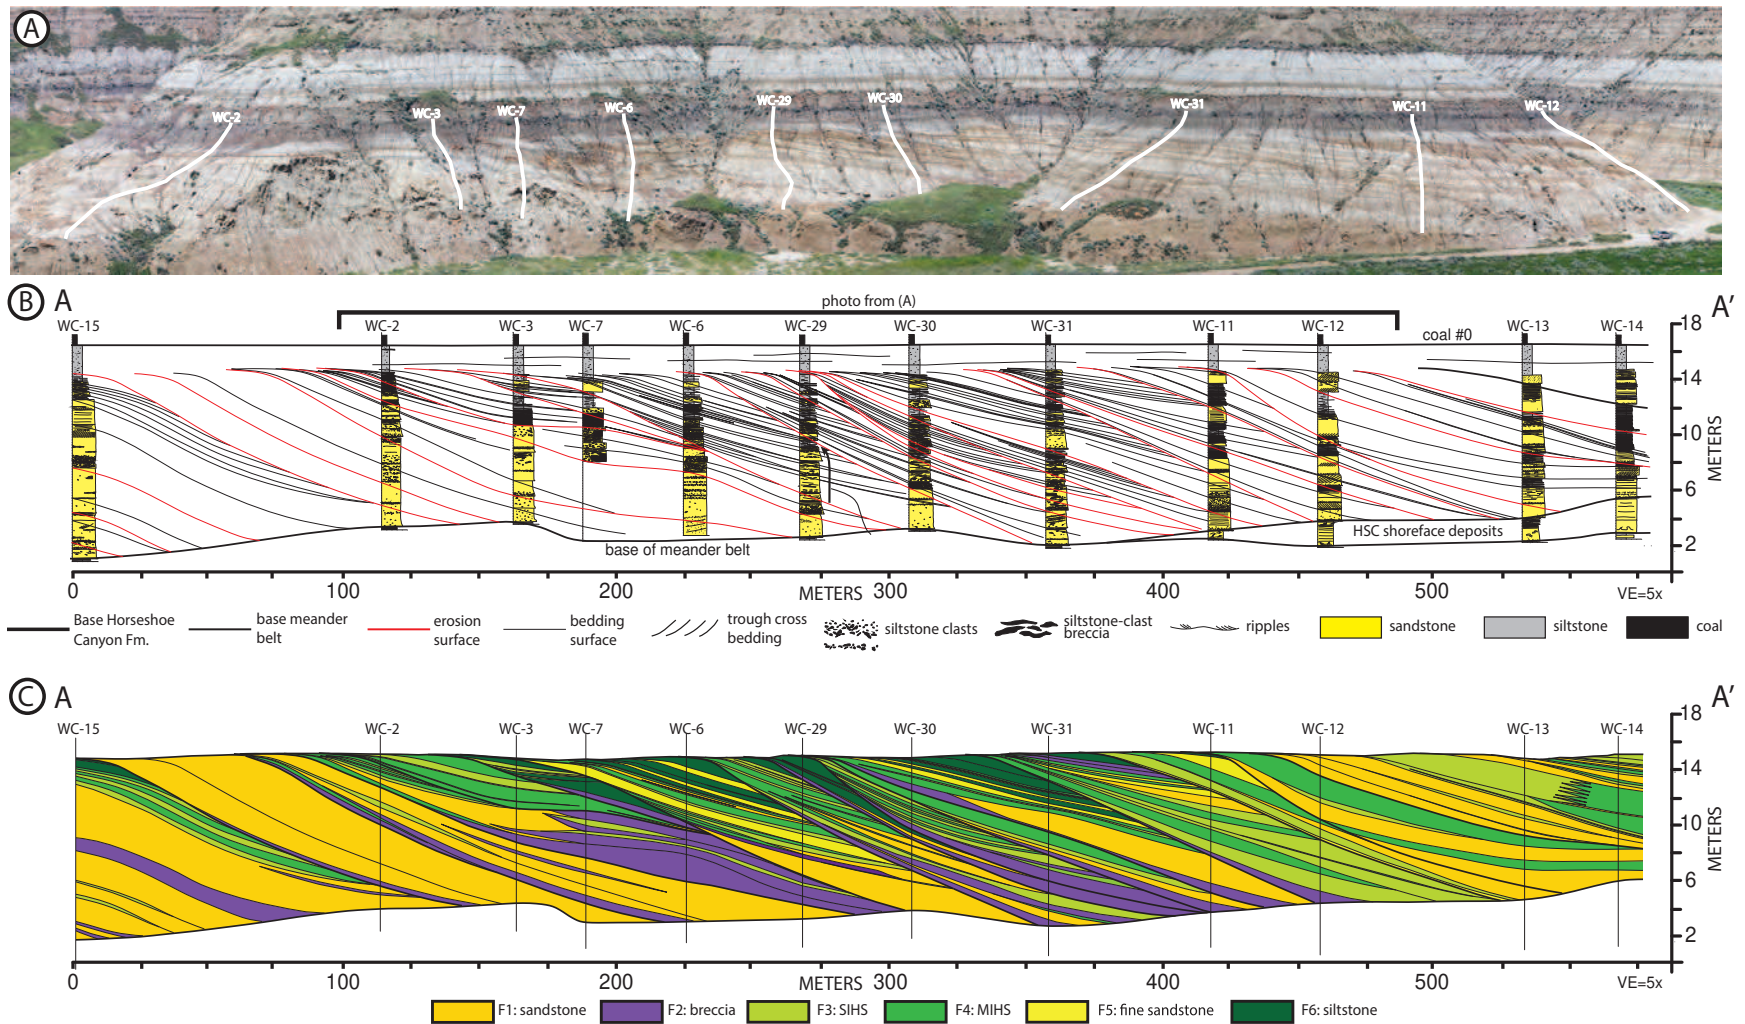 A
WC-2
WC-3
WC-7
WC-6
WC-29
WC-30
WC-31
WC-11
WC-12
B A
photo from (A)
A′
WC-15 WC-2 WC-3 WC-7 WC-6 WC-29 WC-30 WC-31 WC-11 WC-12 WC-13 WC-14
coal #0
18
14
10
6
2
METERS
HSC shoreface deposits
base of meander belt
0 100 200 METERS 300 400 500 VE=5x
Base Horseshoe
Canyon Fm.
base meander
belt
erosion
surface
bedding
surface
trough cross
bedding
siltstone clasts
siltstone-clast
breccia
ripples
sandstone
siltstone
coal
C A
A′
WC-15 WC-2 WC-3 WC-7 WC-6 WC-29 WC-30 WC-31 WC-11 WC-12 WC-13 WC-14
18
14
10
6
2
METERS
0 100 200 METERS 300 400 500 VE=5x
F1: sandstone F2: breccia F3: SIHS F4: MIHS F5: fine sandstone F6: siltstone